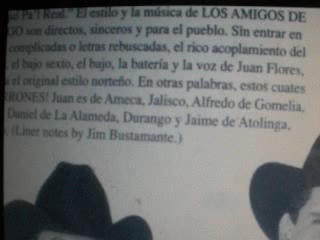 Pa' l Real." El estilo y la música de LOS AMIGOS DE
GO son directos, sinceros y para el pueblo. Sin entrar en
complicadas o letras rebuscadas, el rico acoplamiento del
el bajo sexto, el bajo, la batería y la voz de Juan Flores,
a el original estilo norteño. En otras palabras, estos cuates
RONES! Juan es de Ameca, Jalisco, Alfredo de Gomelia,
Daniel de La Alameda, Durango y Jaime de Atolinga,
. (Liner notes by Jim Bustamante.)